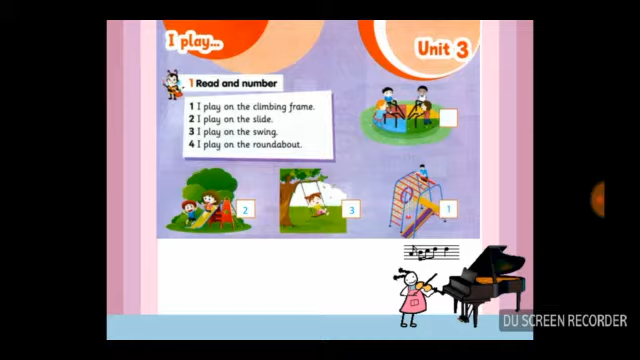 I play...
Unit 3
1 Read and number
1 I play on the climbing frame.
2 I play on the slide.
3 I play on the swing.
4 I play on the roundabout.
2
3
1
DU SCREEN RECORDER